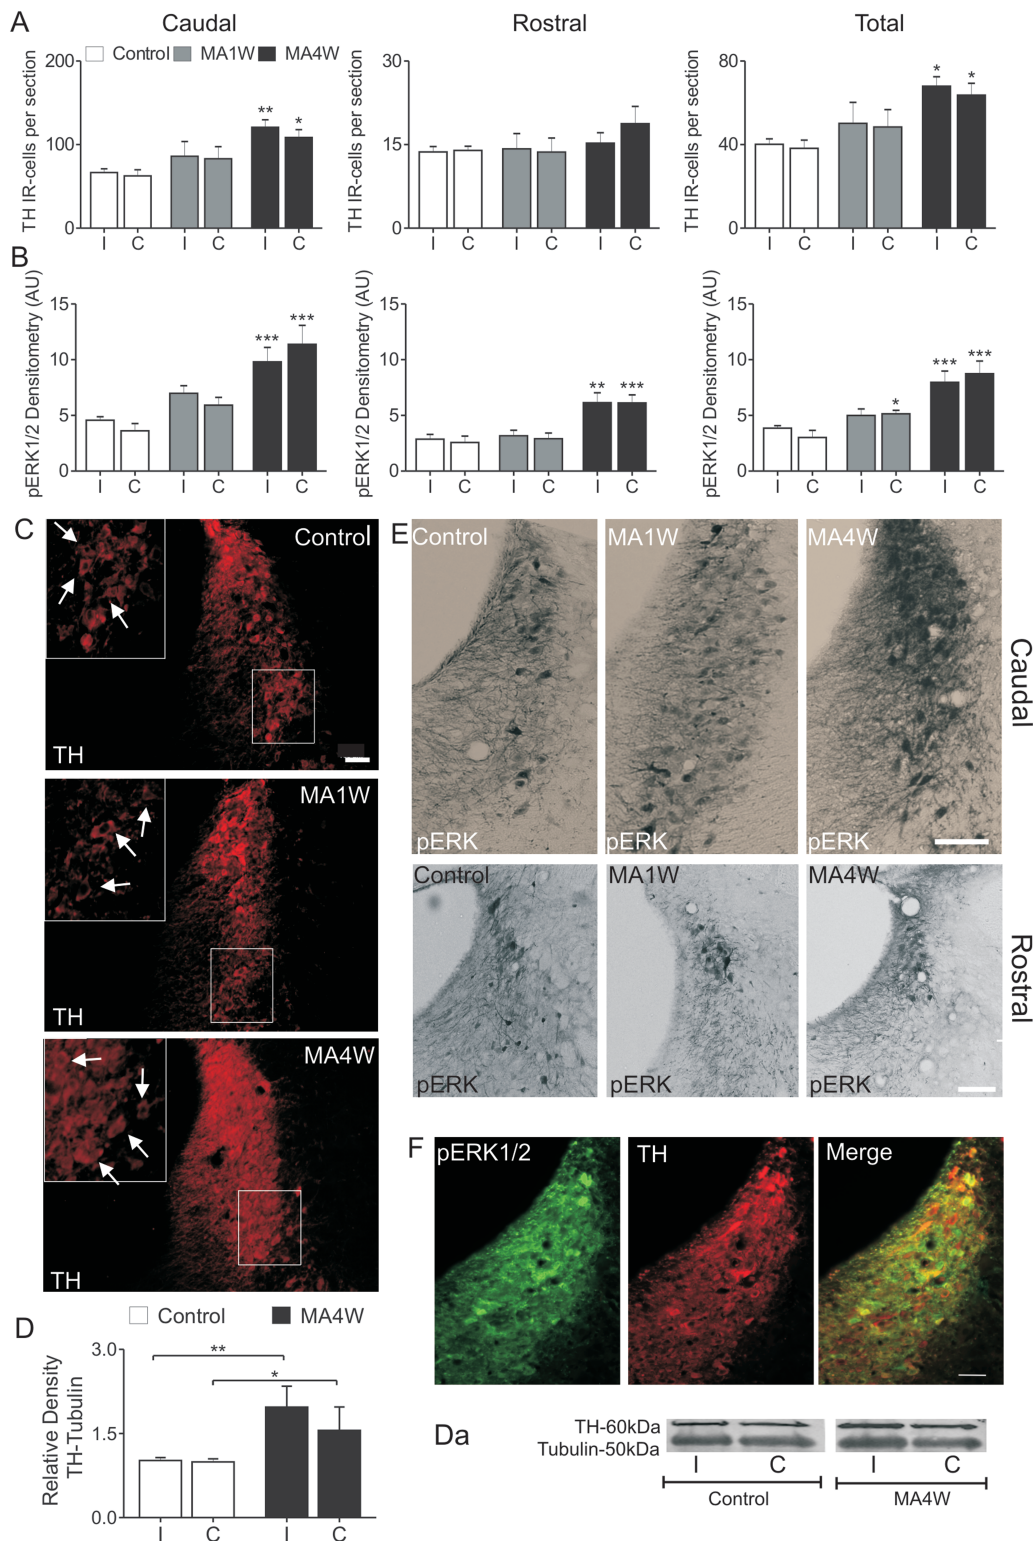 A
Caudal
Rostral
Total
Control
MA1W
MA4W
TH IR-cells per section
200
100
0
**
*
I
C
I
C
I
C
TH IR-cells per section
30
15
0
I
C
I
C
I
C
TH IR-cells per section
80
40
0
*
*
I
C
I
C
I
C
B
pERK1/2 Densitometry (AU)
15
10
5
0
***
***
I
C
I
C
I
C
pERK1/2 Densitometry (AU)
15
10
5
0
**
***
I
C
I
C
I
C
pERK1/2 Densitometry (AU)
15
10
5
0
*
***
***
I
C
I
C
I
C
C
Control
TH
MA1W
TH
MA4W
TH
E
Control
MA1W
MA4W
pERK
pERK
pERK
Caudal
Control
MA1W
MA4W
pERK
pERK
pERK
Rostral
F
pERK1/2
TH
Merge
D
Control
MA4W
Relative Density
TH-Tubulin
3.0
1.5
0.0
**
*
I
C
I
C
Da
TH-60kDa
Tubulin-50kDa
I
C
I
C
Control
MA4W